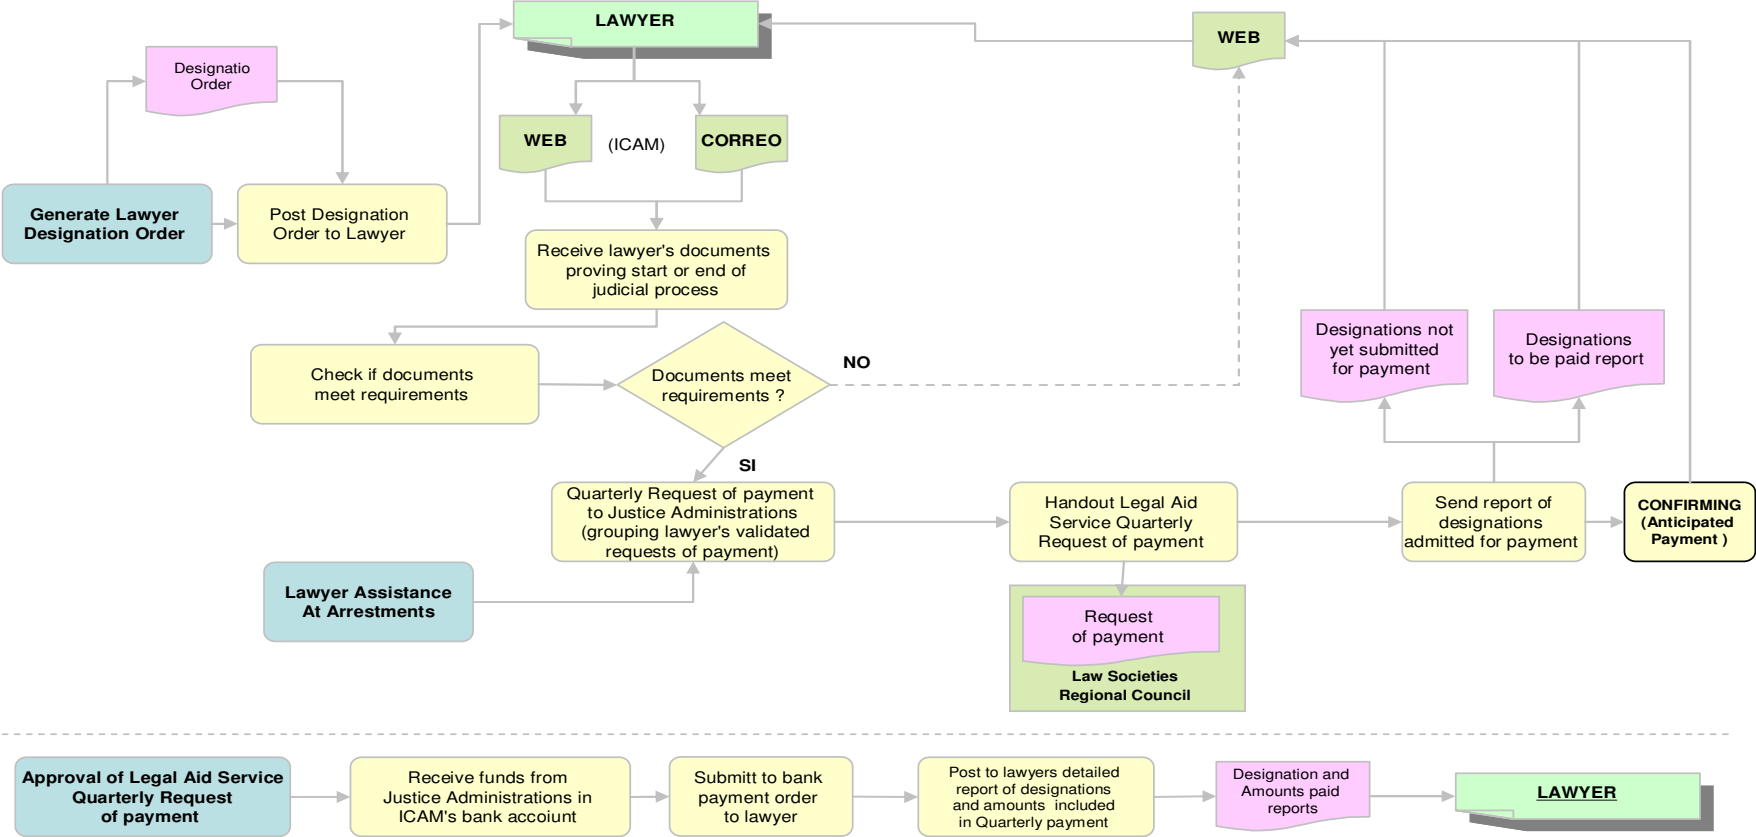 LAWYER
WEB
Designatio
Order
WEB
(ICAM)
CORREO
Generate Lawyer
Designation Order
Post Designation
Order to Lawyer
Receive lawyer's documents
proving start or end of
judicial process
Check if documents
meet requirements
Documents meet
requirements ?
NO
SI
Designations not
yet submitted
for payment
Designations
to be paid report
Quarterly Request of payment
to Justice Administrations
(grouping lawyer's validated
requests of payment)
Handout Legal Aid
Service Quarterly
Request of payment
Send report of
designations
admitted for payment
CONFIRMING
(Anticipated
Payment )
Lawyer Assistance
At Arrestments
Request
of payment
Law Societies
Regional Council
Approval of Legal Aid Service
Quarterly Request
of payment
Receive funds from
Justice Administrations in
ICAM's bank accoiunt
Submitt to bank
payment order
to lawyer
Post to lawyers detailed
report of designations
and amounts included
in Quarterly payment
Designation and
Amounts paid
reports
LAWYER